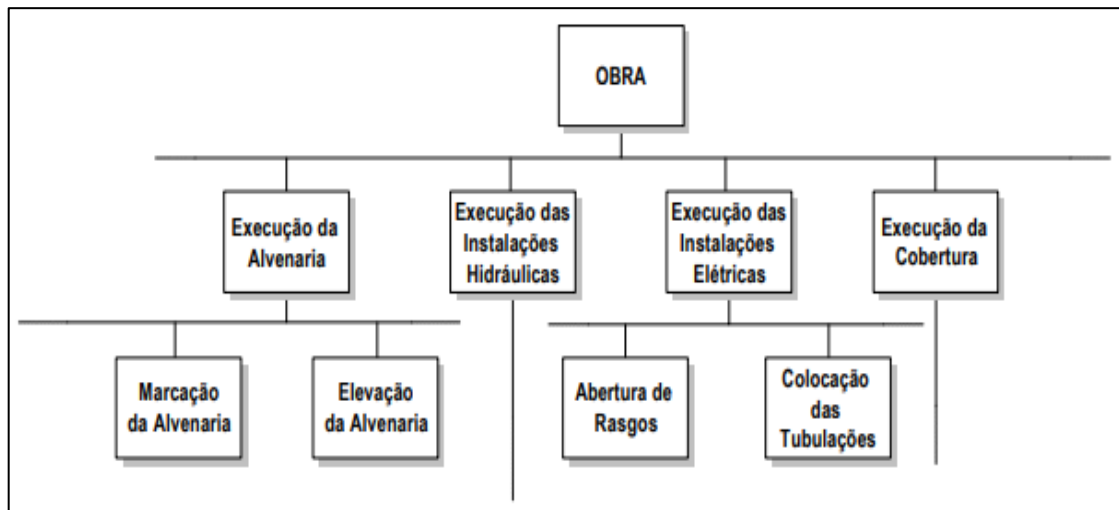 OBRA
Execução da
Alvenaria
Execução das
Instalações
Hidráulicas
Execução das
Instalações
Elétricas
Execução da
Cobertura
Marcação
da Alvenaria
Elevação
da Alvenaria
Abertura de
Rasgos
Colocação
das
Tubulações